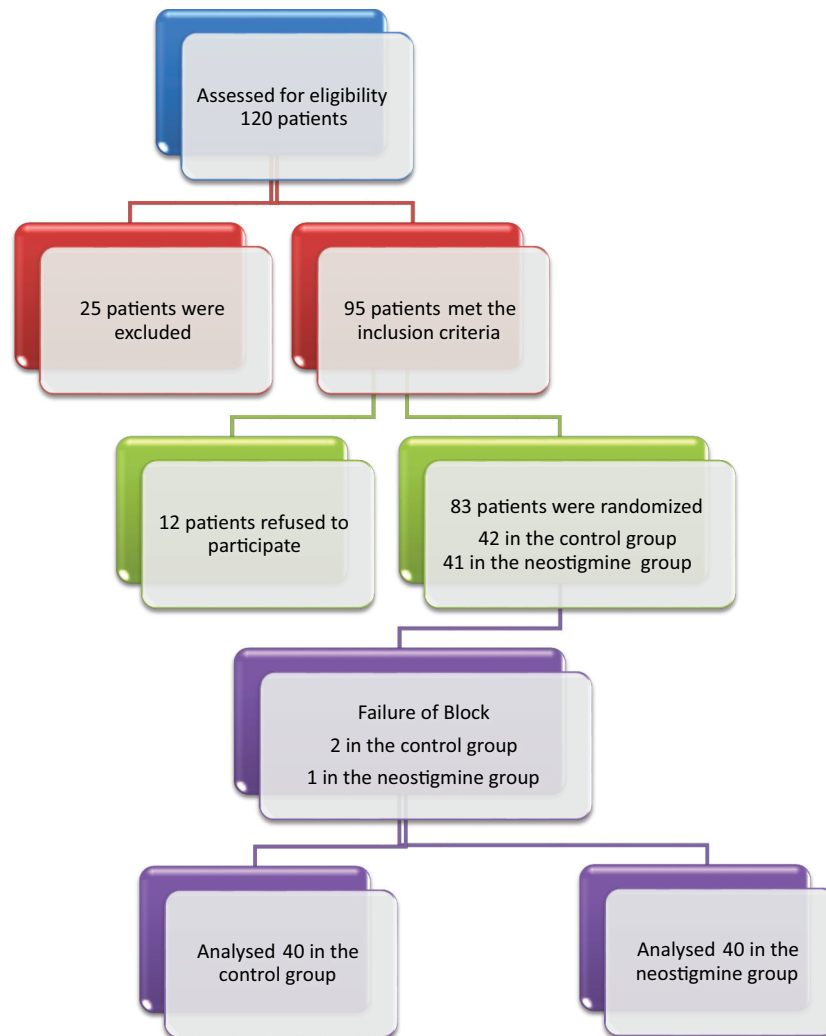 Assessed for eligibility
120 patients
25 patients were
excluded
95 patients met the
inclusion criteria
12 patients refused to
participate
83 patients were randomized
42 in the control group
41 in the neostigmine group
Failure of Block
2 in the control group
1 in the neostigmine group
Analysed 40 in the
control group
Analysed 40 in the
neostigmine group